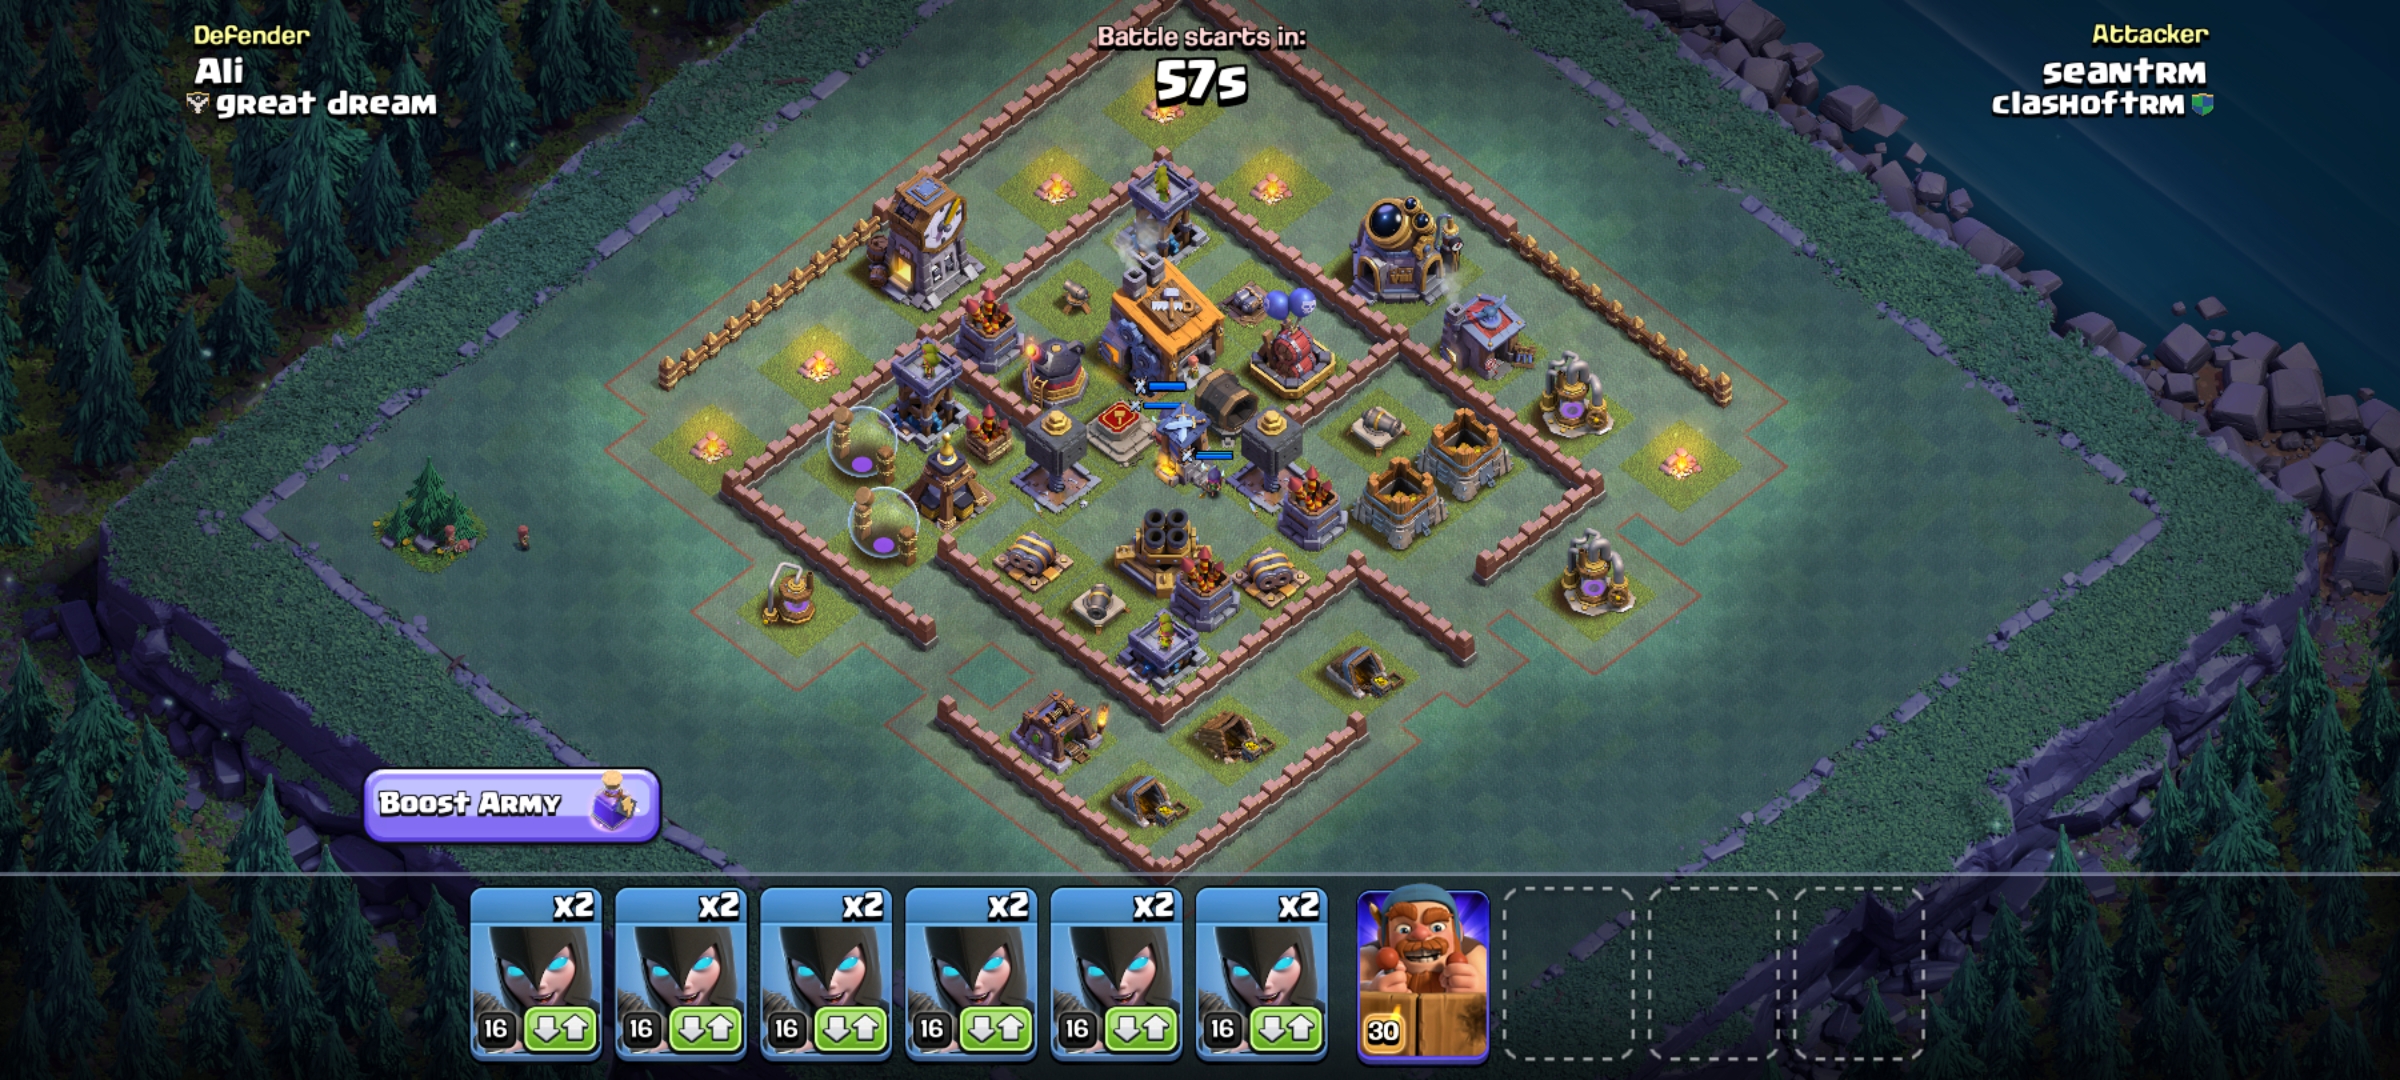 Defender
Ali
great dream
Battle starts in:
57s
Attacker
seantRM
clashoftRM
Boost Army
x2
x2
x2
x2
x2
x2
16
16
16
16
16
16
30